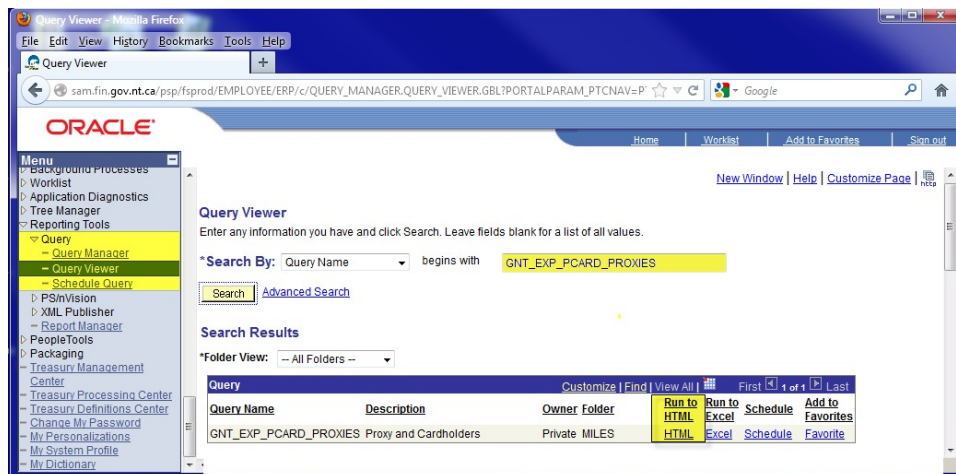 Query Viewer - Mozilla Firefox
File Edit View History Bookmarks Tools Help
Query Viewer +
sam.fin.gov.nt.ca/psp/fsprod/EMPLOYEE/ERP/c/QUERY_MANAGER.QUERY_VIEWER.GBL?PORTALPARAM_PTCNAV=P
Google
ORACLE
Home | Worklist | Add to Favorites | Sign out
Menu
Background Processes
Worklist
Application Diagnostics
Tree Manager
Reporting Tools
Query
Query Manager
Query Viewer
Schedule Query
PS/nVision
XML Publisher
Report Manager
PeopleTools
Packaging
Treasury Management
Center
Treasury Processing Center
Treasury Definitions Center
Change My Password
My Personalizations
My System Profile
My Dictionary
New Window | Help | Customize Page | http
Query Viewer
Enter any information you have and click Search. Leave fields blank for a list of all values.
*Search By: Query Name begins with GNT_EXP_PCARD_PROXIES
Search Advanced Search
Search Results
*Folder View: -- All Folders --
Query Customize | Find | View All | First 1 of 1 Last
Query Name Description Owner Folder Run to HTML Run to Excel Schedule Add to Favorites
GNT_EXP_PCARD_PROXIES Proxy and Cardholders Private MILES HTML Excel Schedule Favorite